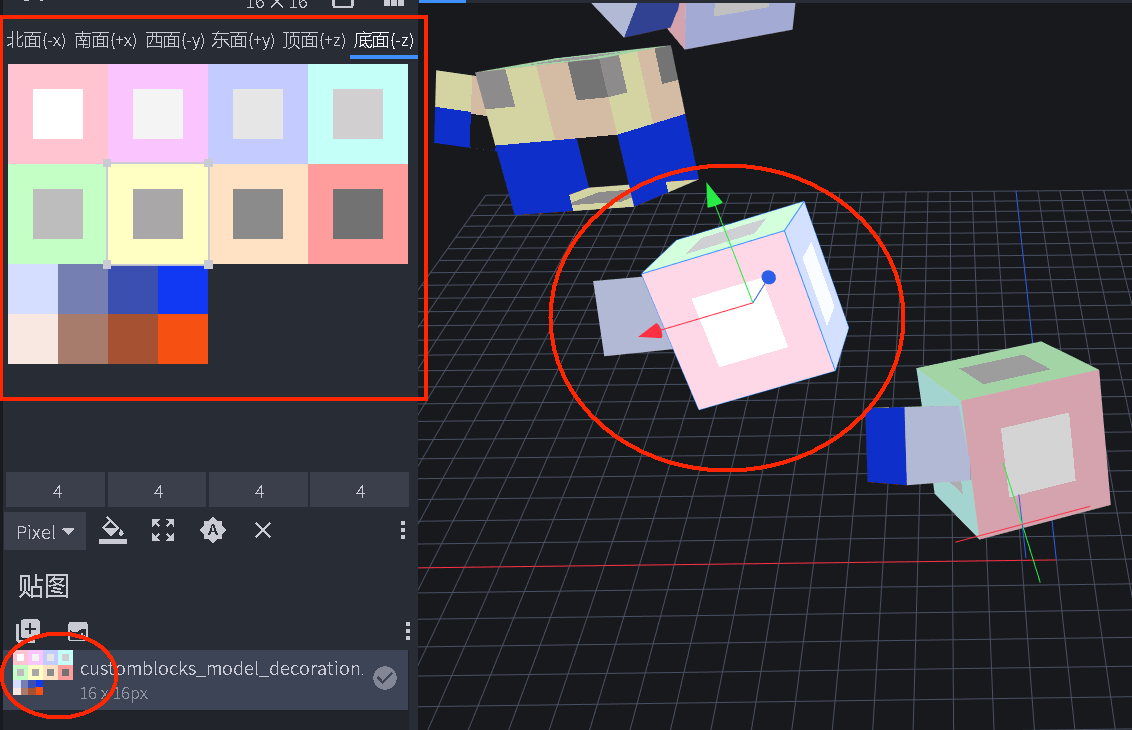 16 × 16
北面(-x) 南面(+x) 西面(-y) 东面(+y) 顶面(+z) 底面(-z)
4 4 4 4
Pixel
A
贴图
customblocks_model_decoration.
16 x 16px